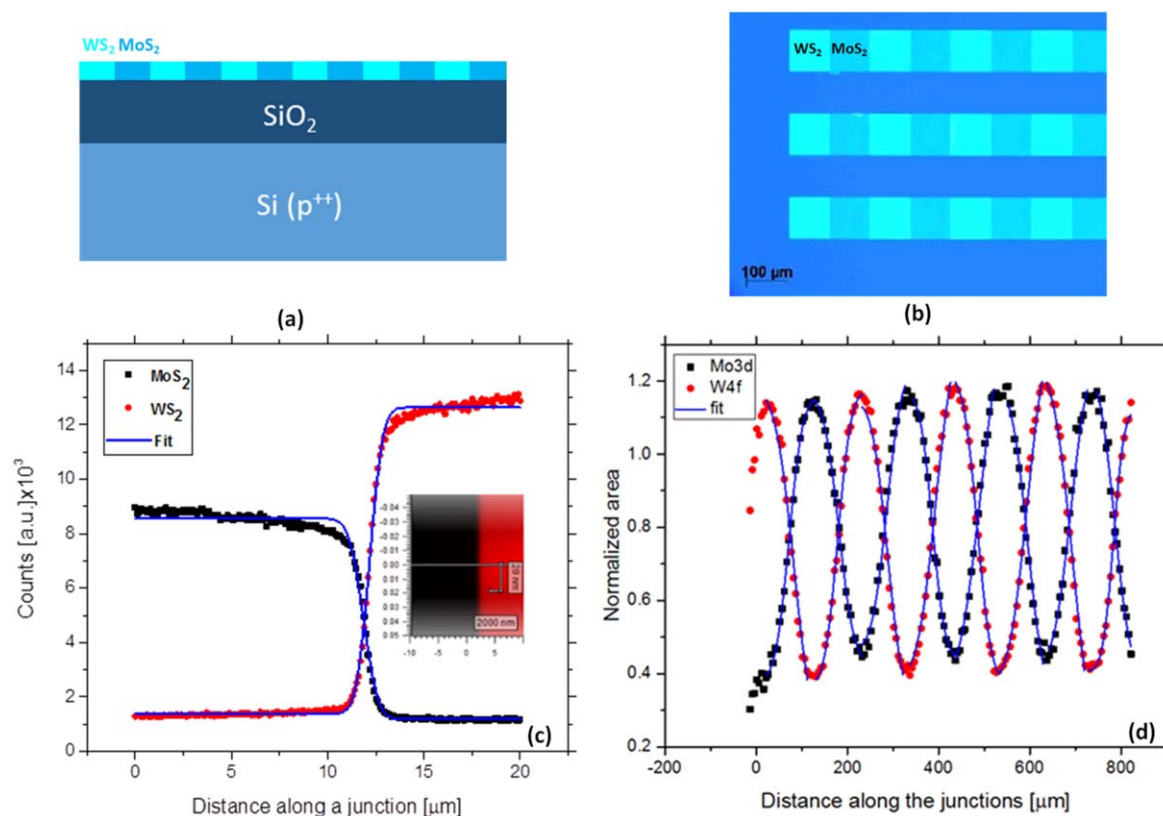 WS₂ MoS₂
SiO₂
Si (p⁺⁺)
(a)
WS₂ MoS₂
100 µm
(b)
MoS₂
WS₂
Fit
Counts [a.u.]x10³
14
12
10
8
6
4
2
0
0 5 10 15 20
Distance along a junction [µm]
-0.04
-0.03
-0.02
-0.01
0.00
0.01
0.02
0.03
0.04
0.05
-10 -5 0 5
20 nm
2000 nm
(c)
Mo3d
W4f
fit
Normalized area
1.2
1.0
0.8
0.6
0.4
0.2
-200 0 200 400 600 800
Distance along the junctions [µm]
(d)